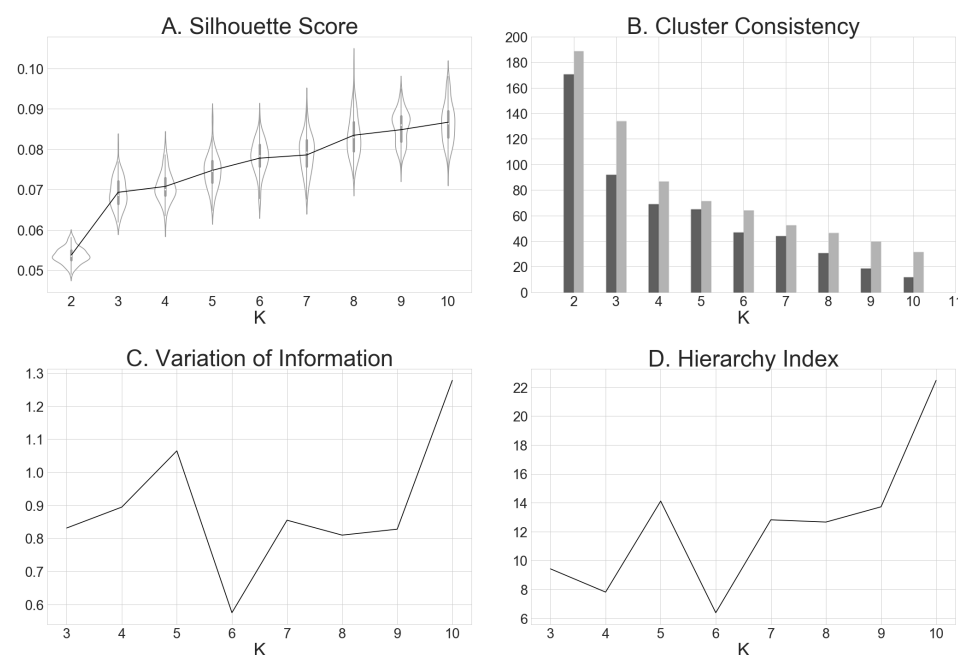 A. Silhouette Score
0.10
0.09
0.08
0.07
0.06
0.05
2 3 4 5 6 7 8 9 10
K
B. Cluster Consistency
200
180
160
140
120
100
80
60
40
20
0
2 3 4 5 6 7 8 9 10 11
K
C. Variation of Information
1.3
1.2
1.1
1.0
0.9
0.8
0.7
0.6
3 4 5 6 7 8 9 10
K
D. Hierarchy Index
22
20
18
16
14
12
10
8
6
3 4 5 6 7 8 9 10
K